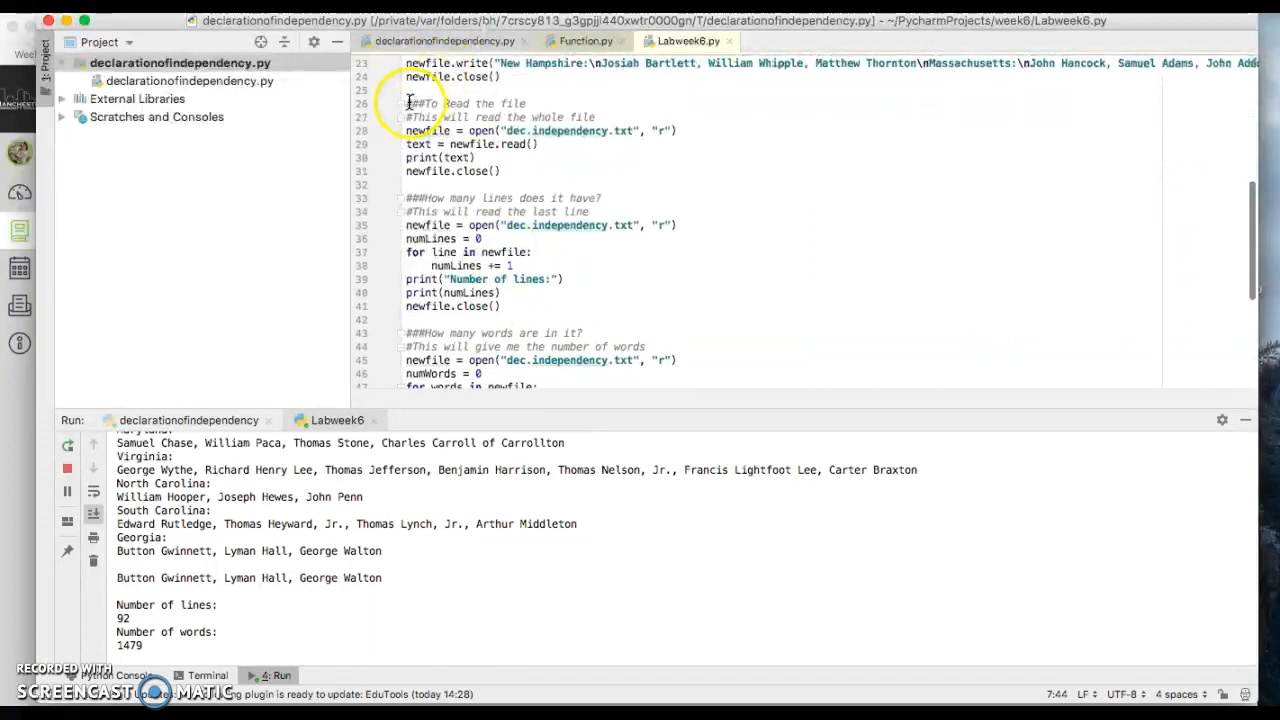 declarationofindependency.py [/private/var/folders/bh/7crscy813_g3gpjjl440xwtr0000gn/T/declarationofindependency.py] - ~/PycharmProjects/week6/Labweek6.py
Project
declarationofindependency.py
Function.py
Labweek6.py
1: Project
declarationofindependency.py
declarationofindependency.py
External Libraries
Scratches and Consoles
23 newfile.write("New Hampshire:\nJosiah Bartlett, William Whipple, Matthew Thornton\nMassachusetts:\nJohn Hancock, Samuel Adams, John
24 newfile.close()
25
26 ###To Read the file
27 #This will read the whole file
28 newfile = open("dec.independency.txt", "r")
29 text = newfile.read()
30 print(text)
31 newfile.close()
32
33 ###How many lines does it have?
34 #This will read the last line
35 newfile = open("dec.independency.txt", "r")
36 numLines = 0
37 for line in newfile:
38 numLines += 1
39 print("Number of lines:")
40 print(numLines)
41 newfile.close()
42
43 ###How many words are in it?
44 #This will give me the number of words
45 newfile = open("dec.independency.txt", "r")
46 numWords = 0
47 for words in newfile:
Run:
declarationofindependency
Labweek6
Maryland:
Samuel Chase, William Paca, Thomas Stone, Charles Carroll of Carrollton
Virginia:
George Wythe, Richard Henry Lee, Thomas Jefferson, Benjamin Harrison, Thomas Nelson, Jr., Francis Lightfoot Lee, Carter Braxton
North Carolina:
William Hooper, Joseph Hewes, John Penn
South Carolina:
Edward Rutledge, Thomas Heyward, Jr., Thomas Lynch, Jr., Arthur Middleton
Georgia:
Button Gwinnett, Lyman Hall, George Walton
Button Gwinnett, Lyman Hall, George Walton
Number of lines:
92
Number of words:
1479
Python Console
Terminal
4: Run
plugin is ready to update: EduTools (today 14:28)
7:44 LF UTF-8 4 spaces
RECORDED WITH
SCREENCAST MATIC